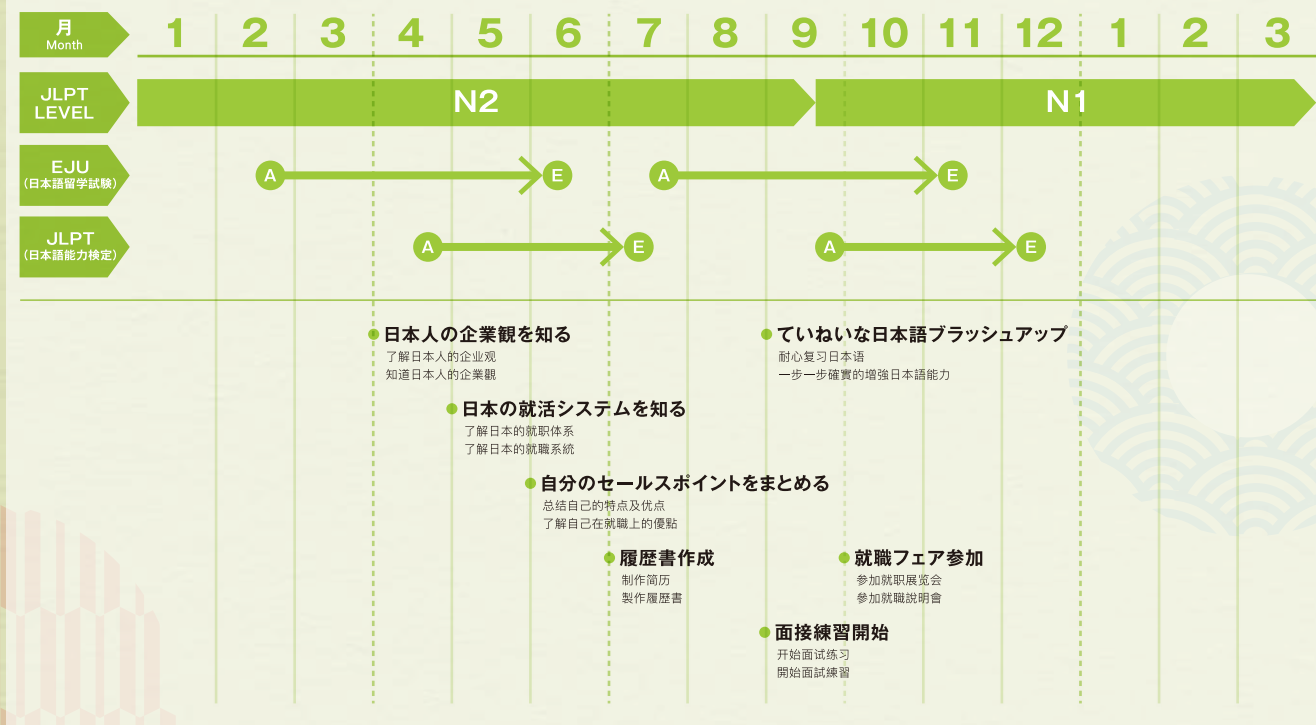 月
Month
1 2 3 4 5 6 7 8 9 10 11 12 1 2 3
JLPT
LEVEL
N2
N1
EJU
(日本語留学試験)
A
E
A
E
JLPT
(日本語能力検定)
A
E
A
E
日本人の企業観を知る
了解日本人的企业观
知道日本人的企業觀
ていねいな日本語ブラッシュアップ
耐心复习日本语
一步一步確實的增強日本語能力
日本の就活システムを知る
了解日本的就职体系
了解日本的就職系統
自分のセールスポイントをまとめる
总结自己的特点及优点
了解自己在就職上的優點
履歴書作成
制作简历
製作履歷書
就職フェア参加
参加就职展览会
參加就職說明會
面接練習開始
开始面试练习
開始面試練習